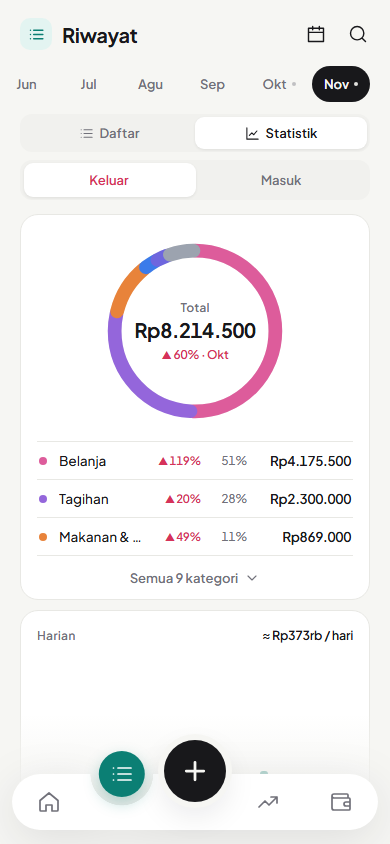 Riwayat
Jun Jul Agu Sep Okt Nov
Daftar Statistik
Keluar Masuk
Total
Rp8.214.500
▲60% · Okt
Belanja ▲119% 51% Rp4.175.500
Tagihan ▲20% 28% Rp2.300.000
Makanan & ... ▲49% 11% Rp869.000
Semua 9 kategori
Harian ≈ Rp373rb / hari